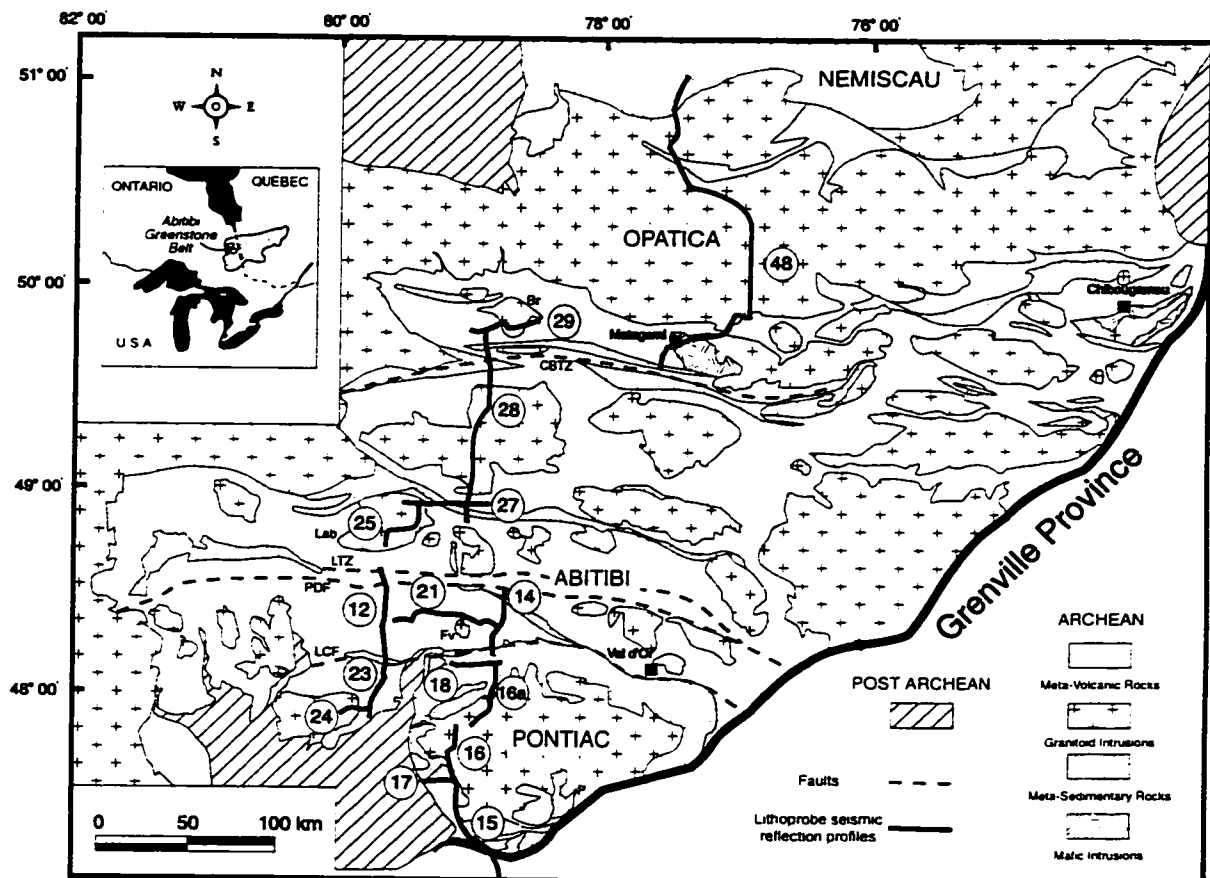 82° 00'
80° 00'
78° 00'
76° 00'
51° 00'
50° 00'
49° 00'
48° 00'
N
W E
S
ONTARIO QUEBEC
Abitibi
Greenstone
Belt
U S A
NEMISCAU
OPATICA
48
Chibougamau
Br
29
Matagami
CBTZ
28
27
25
Lab
LTZ
ABITIBI
PDF
21
14
12
Fv
LCF
Val d'Or
23
18
16a
24
PONTIAC
16
17
15
Grenville Province
0 50 100 km
ARCHEAN
Meta-Volcanic Rocks
POST ARCHEAN
Granitoid Intrusions
Meta-Sedimentary Rocks
Faults
Lithoprobe seismic
reflection profiles
Mafic Intrusions